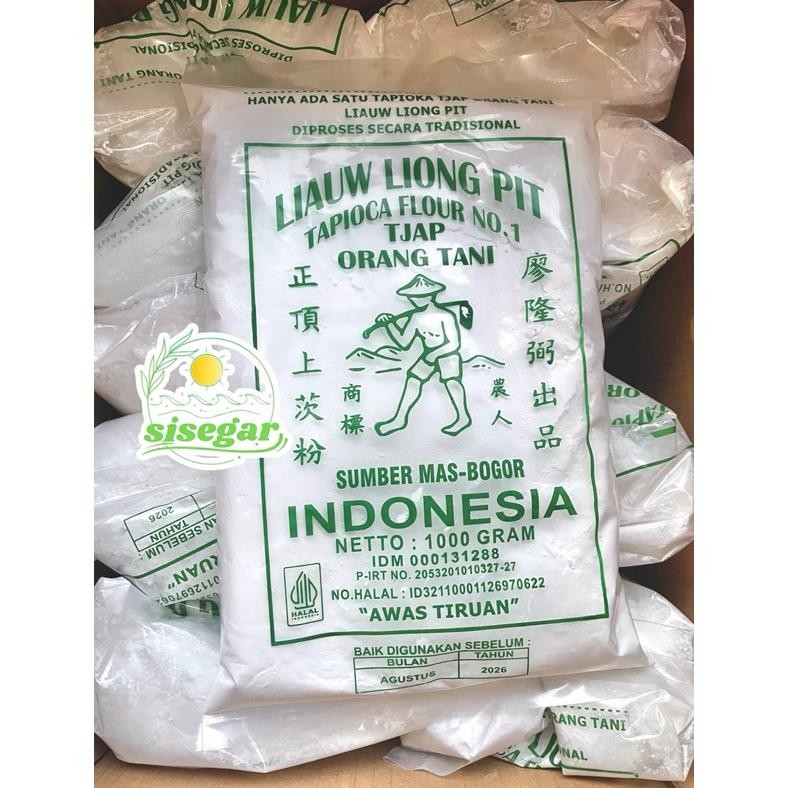 HANYA ADA SATU TAPIOKA TJAP ORANG TANI
LIAUW LIONG PIT
DIPROSES SECARA TRADISIONAL
LIAUW LIONG PIT
TAPIOCA FLOUR NO.1
TJAP
ORANG TANI
正頂上茨粉
商標
農人
廖隆弼出品
SUMBER MAS-BOGOR
INDONESIA
NETTO : 1000 GRAM
IDM 000131288
P-IRT NO. 2053201010327-27
NO.HALAL : ID32110001126970622
"AWAS TIRUAN"
HALAL
INDONESIA
BAIK DIGUNAKAN SEBELUM :
BULAN TAHUN
AGUSTUS 2026
sisegar
ORANG TANI